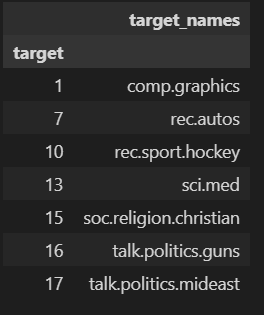 target_names
target
1 comp.graphics
7 rec.autos
10 rec.sport.hockey
13 sci.med
15 soc.religion.christian
16 talk.politics.guns
17 talk.politics.mideast